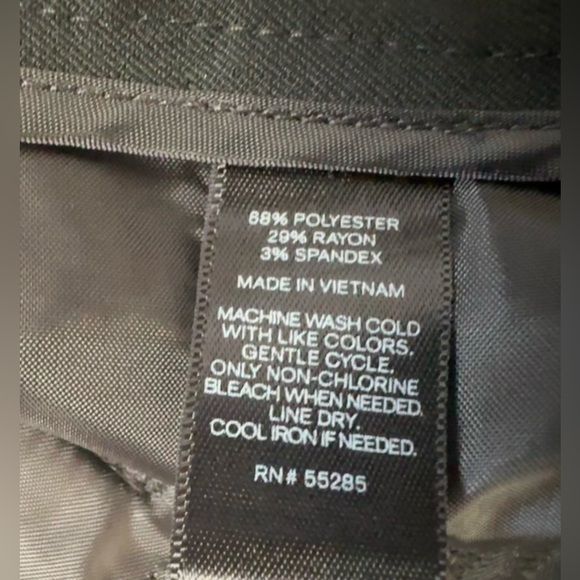 68% POLYESTER
29% RAYON
3% SPANDEX
MADE IN VIETNAM
MACHINE WASH COLD
WITH LIKE COLORS.
GENTLE CYCLE.
ONLY NON-CHLORINE
BLEACH WHEN NEEDED.
LINE DRY.
COOL IRON IF NEEDED.
RN# 55285